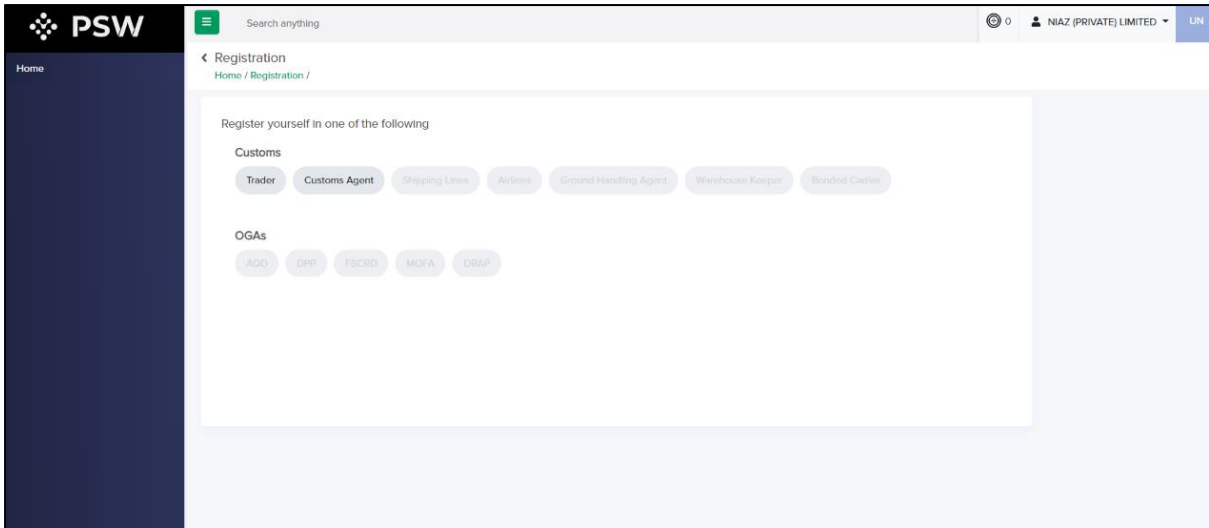 PSW
Search anything
0
NIAZ (PRIVATE) LIMITED
UN
Home
Registration
Home / Registration /
Register yourself in one of the following
Customs
Trader Customs Agent Shipping Lines Airlines Ground Handling Agent Warehouse Keeper Bonded Carrier
OGAs
AQD DPP FSCRD MOFA DRAP